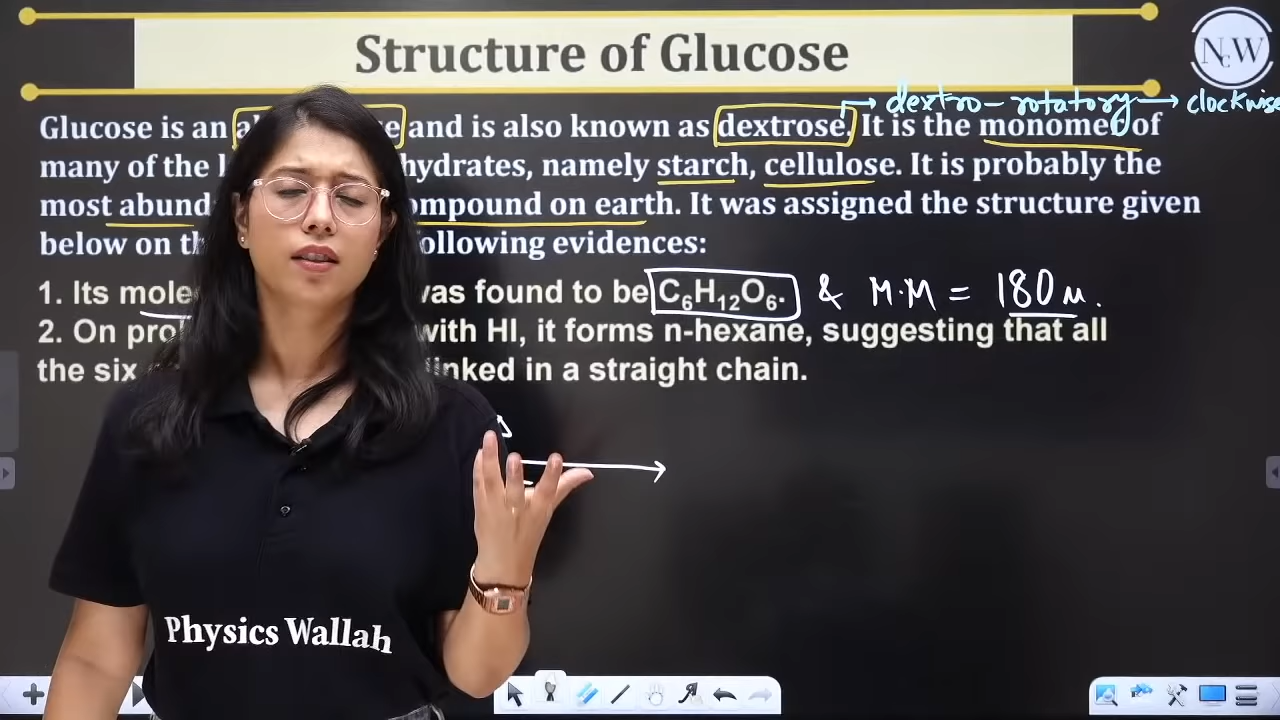 Structure of Glucose
NCW
dextro-rotatory → clockwise
Glucose is an and is also known as dextrose. It is the monomer of
many of the hydrates, namely starch, cellulose. It is probably the
most abund ompound on earth. It was assigned the structure given
below on th ollowing evidences:
1. Its mole was found to be C₆H₁₂O₆. & M.M = 180 u.
2. On pro with HI, it forms n-hexane, suggesting that all
the six linked in a straight chain.
Physics Wallah